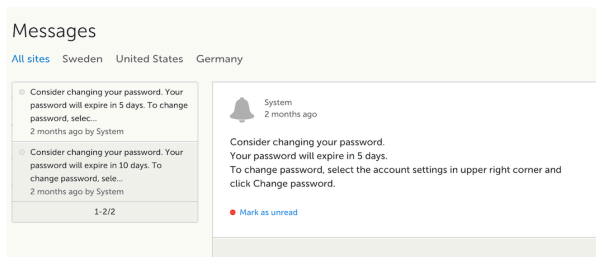 Messages
All sites Sweden United States Germany
Consider changing your password. Your
password will expire in 5 days. To change
password, selec...
2 months ago by System
Consider changing your password. Your
password will expire in 10 days. To
change password, sele...
2 months ago by System
1-2/2
System
2 months ago
Consider changing your password.
Your password will expire in 5 days.
To change password, select the account settings in upper right corner and
click Change password.
Mark as unread